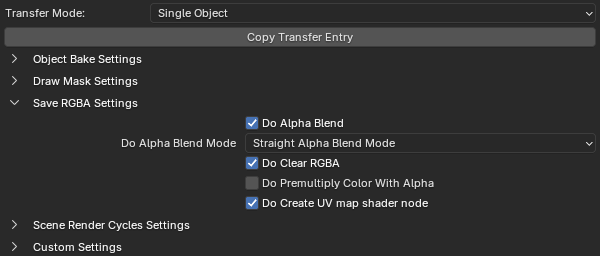 Transfer Mode: Single Object
Copy Transfer Entry
Object Bake Settings
Draw Mask Settings
Save RGBA Settings
Do Alpha Blend
Do Alpha Blend Mode Straight Alpha Blend Mode
Do Clear RGBA
Do Premultiply Color With Alpha
Do Create UV map shader node
Scene Render Cycles Settings
Custom Settings